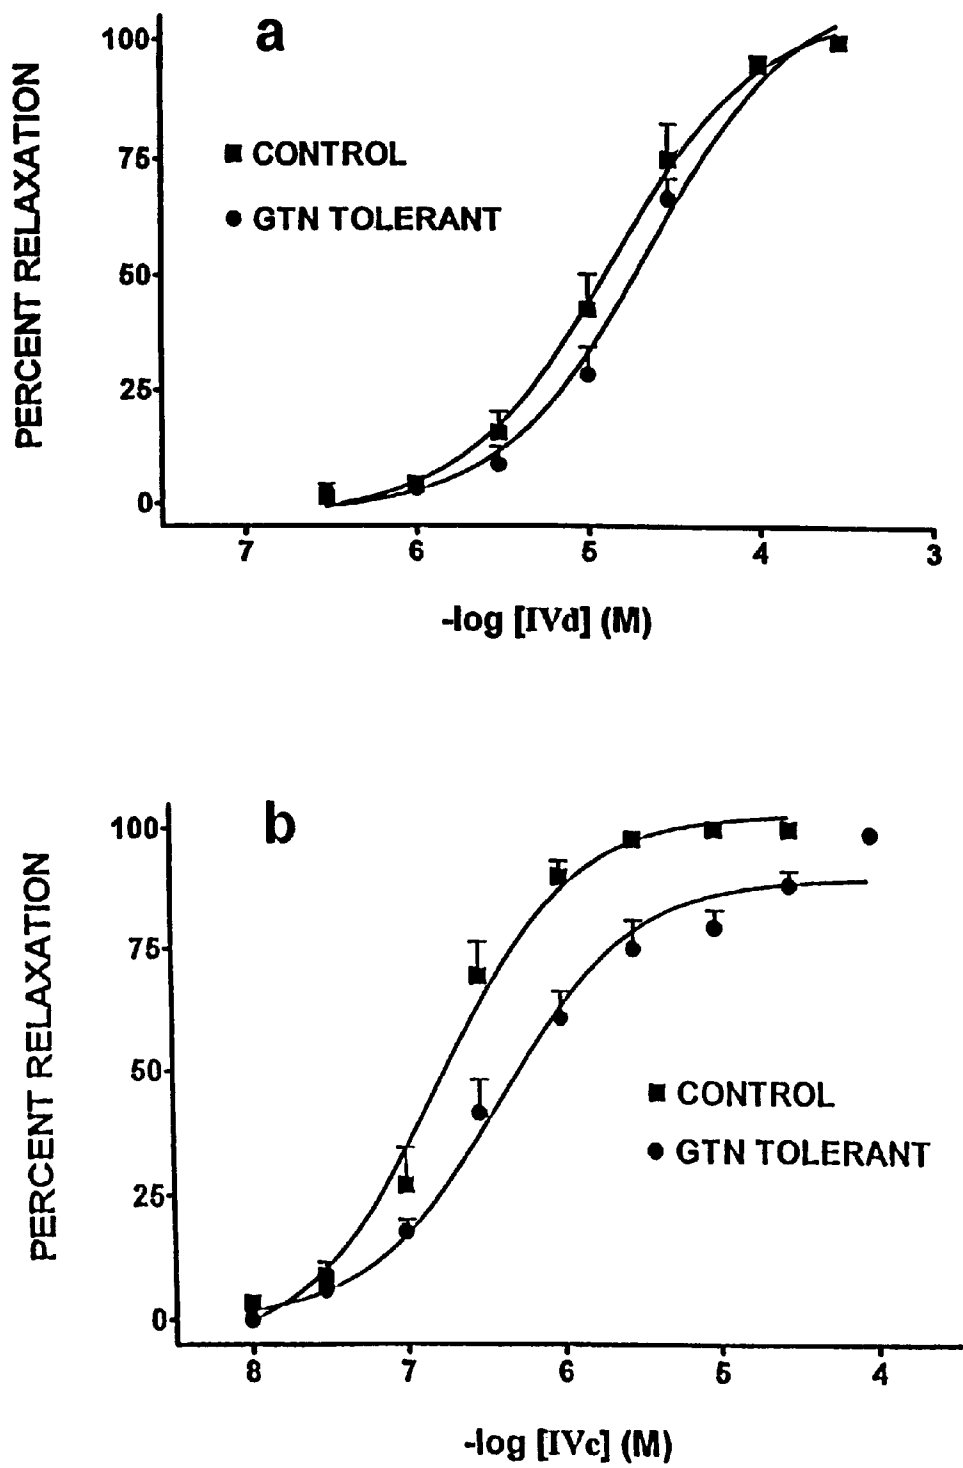 a
PERCENT RELAXATION
100
75
50
25
0
CONTROL
GTN TOLERANT
7 6 5 4 3
-log [IVd] (M)
b
PERCENT RELAXATION
100
75
50
25
0
CONTROL
GTN TOLERANT
8 7 6 5 4
-log [IVc] (M)